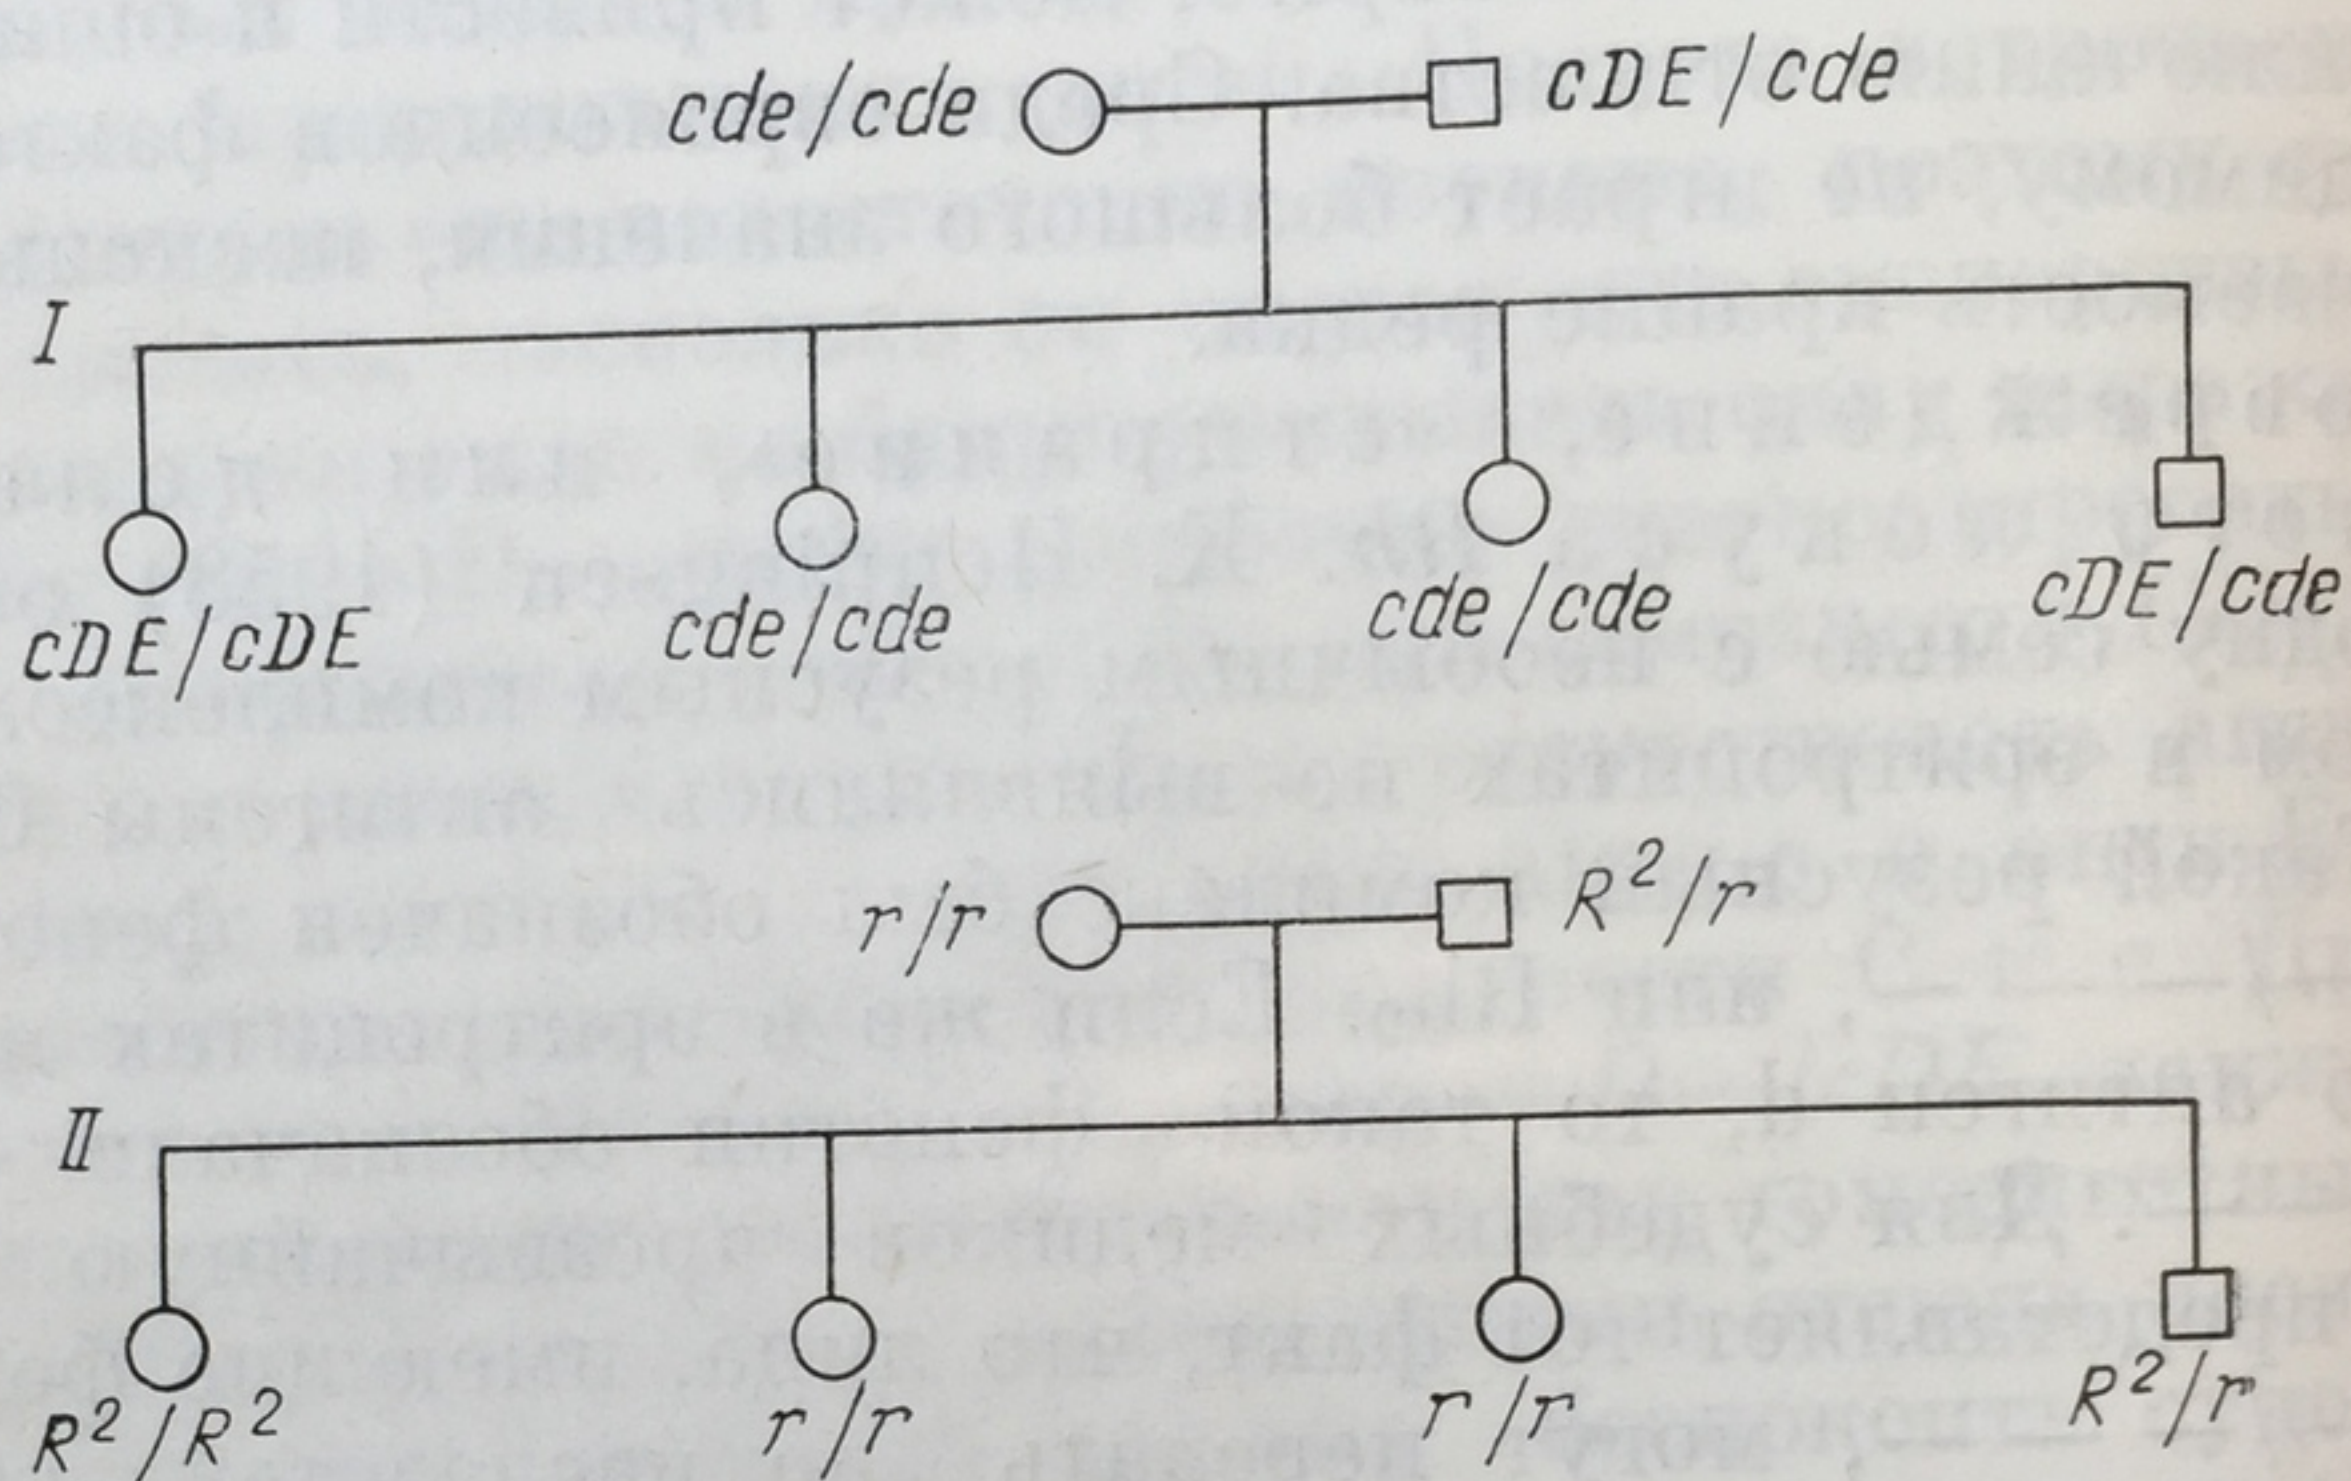 cde/cde cDE/cde
I
cDE/cDE cde/cde cde/cde cDE/cde
r/r R²/r
II
R²/R² r/r r/r R²/r